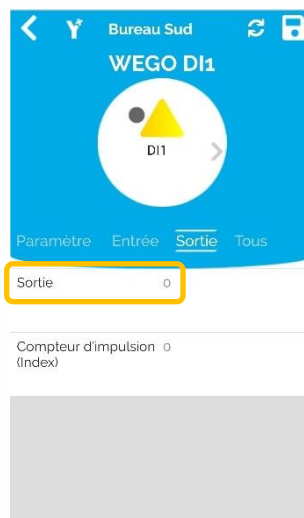 Bureau Sud
WEGO DI1
DI1
Paramètre Entrée Sortie Tous
Sortie 0
Compteur d'impulsion 0
(Index)